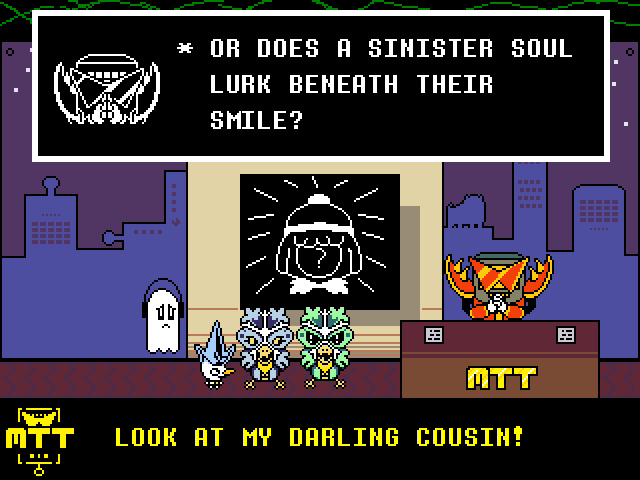 * OR DOES A SINISTER SOUL
LURK BENEATH THEIR
SMILE?
?
MTT
MTT
LOOK AT MY DARLING COUSIN!